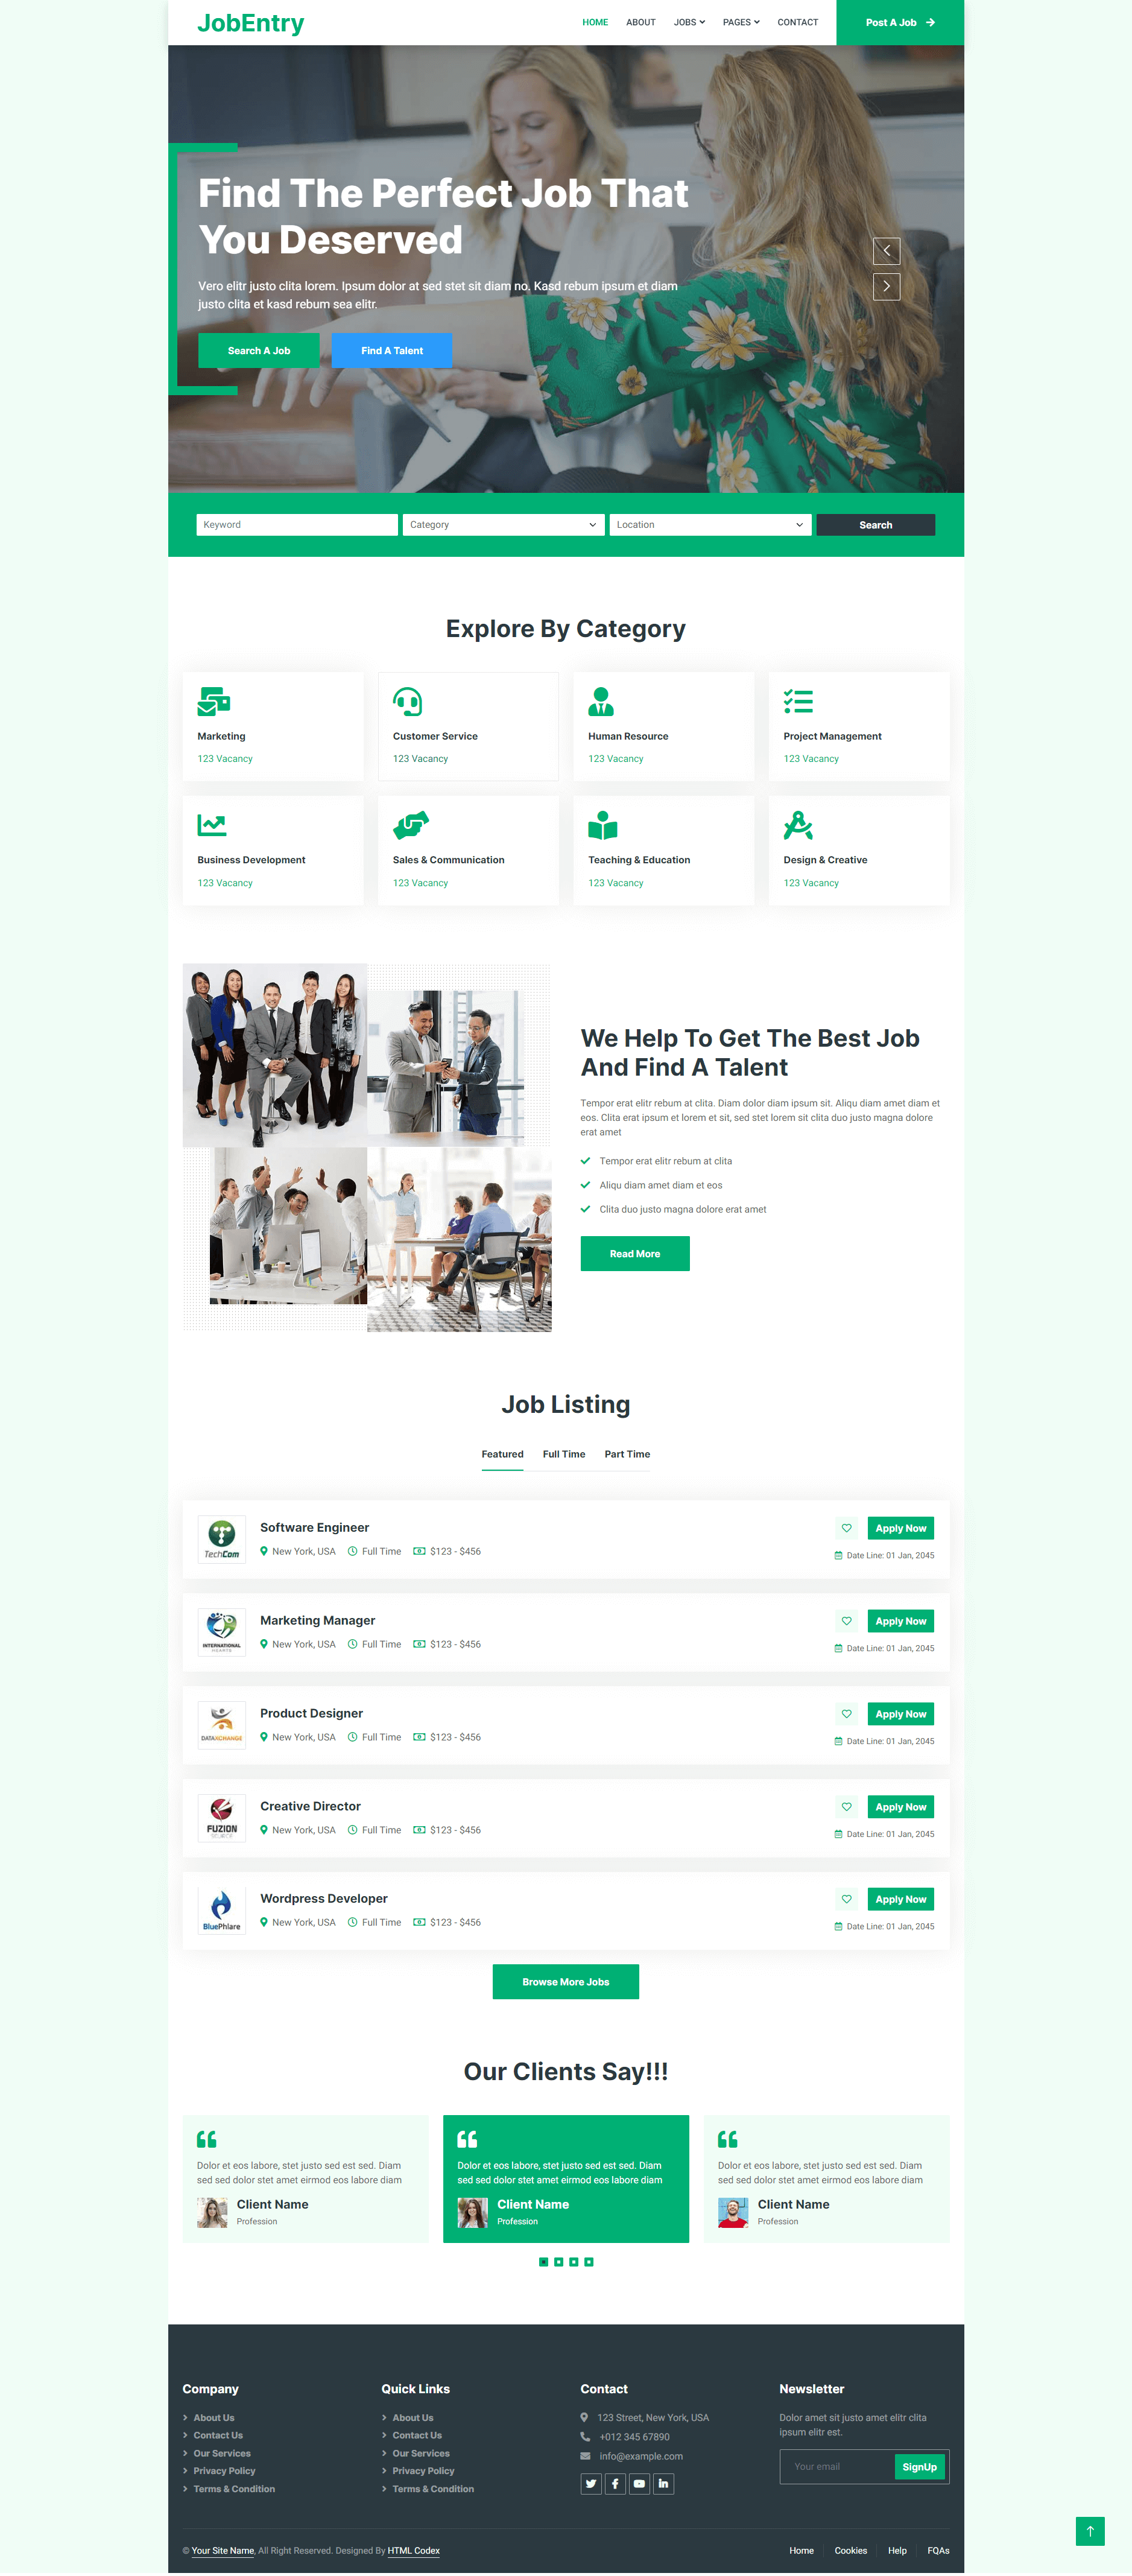 JobEntry
HOME
ABOUT
JOBS
PAGES
CONTACT
Post A Job
Find The Perfect Job That
You Deserved
Vero elitr justo clita lorem. Ipsum dolor at sed stet sit diam no. Kasd rebum ipsum et diam
justo clita et kasd rebum sea elitr.
Search A Job
Find A Talent
Keyword
Category
Location
Search
Explore By Category
Marketing
123 Vacancy
Customer Service
123 Vacancy
Human Resource
123 Vacancy
Project Management
123 Vacancy
Business Development
123 Vacancy
Sales & Communication
123 Vacancy
Teaching & Education
123 Vacancy
Design & Creative
123 Vacancy
We Help To Get The Best Job
And Find A Talent
Tempor erat elitr rebum at clita. Diam dolor diam ipsum sit. Aliqu diam amet diam et
eos. Clita erat ipsum et lorem et sit, sed stet lorem sit clita duo justo magna dolore
erat amet
Tempor erat elitr rebum at clita
Aliqu diam amet diam et eos
Clita duo justo magna dolore erat amet
Read More
Job Listing
Featured
Full Time
Part Time
TechCom
Software Engineer
New York, USA
Full Time
$123 - $456
Apply Now
Date Line: 01 Jan, 2045
INTERNATIONAL
HEARTS
Marketing Manager
New York, USA
Full Time
$123 - $456
Apply Now
Date Line: 01 Jan, 2045
DATAXCHANGE
Product Designer
New York, USA
Full Time
$123 - $456
Apply Now
Date Line: 01 Jan, 2045
FUZION
Creative Director
New York, USA
Full Time
$123 - $456
Apply Now
Date Line: 01 Jan, 2045
BluePhlare
Wordpress Developer
New York, USA
Full Time
$123 - $456
Apply Now
Date Line: 01 Jan, 2045
Browse More Jobs
Our Clients Say!!!
Dolor et eos labore, stet justo sed est sed. Diam
sed sed dolor stet amet eirmod eos labore diam
Client Name
Profession
Dolor et eos labore, stet justo sed est sed. Diam
sed sed dolor stet amet eirmod eos labore diam
Client Name
Profession
Dolor et eos labore, stet justo sed est sed. Diam
sed sed dolor stet amet eirmod eos labore diam
Client Name
Profession
Company
About Us
Contact Us
Our Services
Privacy Policy
Terms & Condition
Quick Links
About Us
Contact Us
Our Services
Privacy Policy
Terms & Condition
Contact
123 Street, New York, USA
+012 345 67890
info@example.com
Newsletter
Dolor amet sit justo amet elitr clita
ipsum elitr est.
Your email
SignUp
© Your Site Name, All Right Reserved. Designed By HTML Codex
Home
Cookies
Help
FQAs